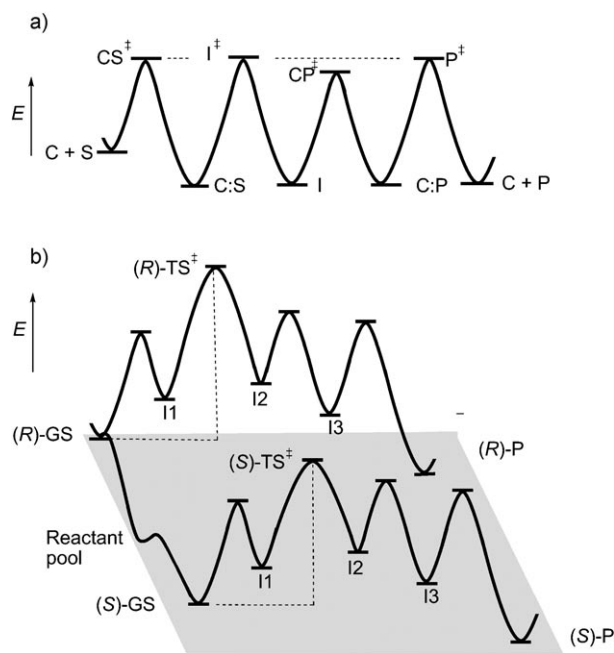 a)
CS‡
I‡
CP‡
P‡
E
C + S
C:S
I
C:P
C + P
b)
(R)-TS‡
E
I1
I2
I3
(R)-GS
(R)-P
(S)-TS‡
Reactant
pool
I1
I2
I3
(S)-GS
(S)-P